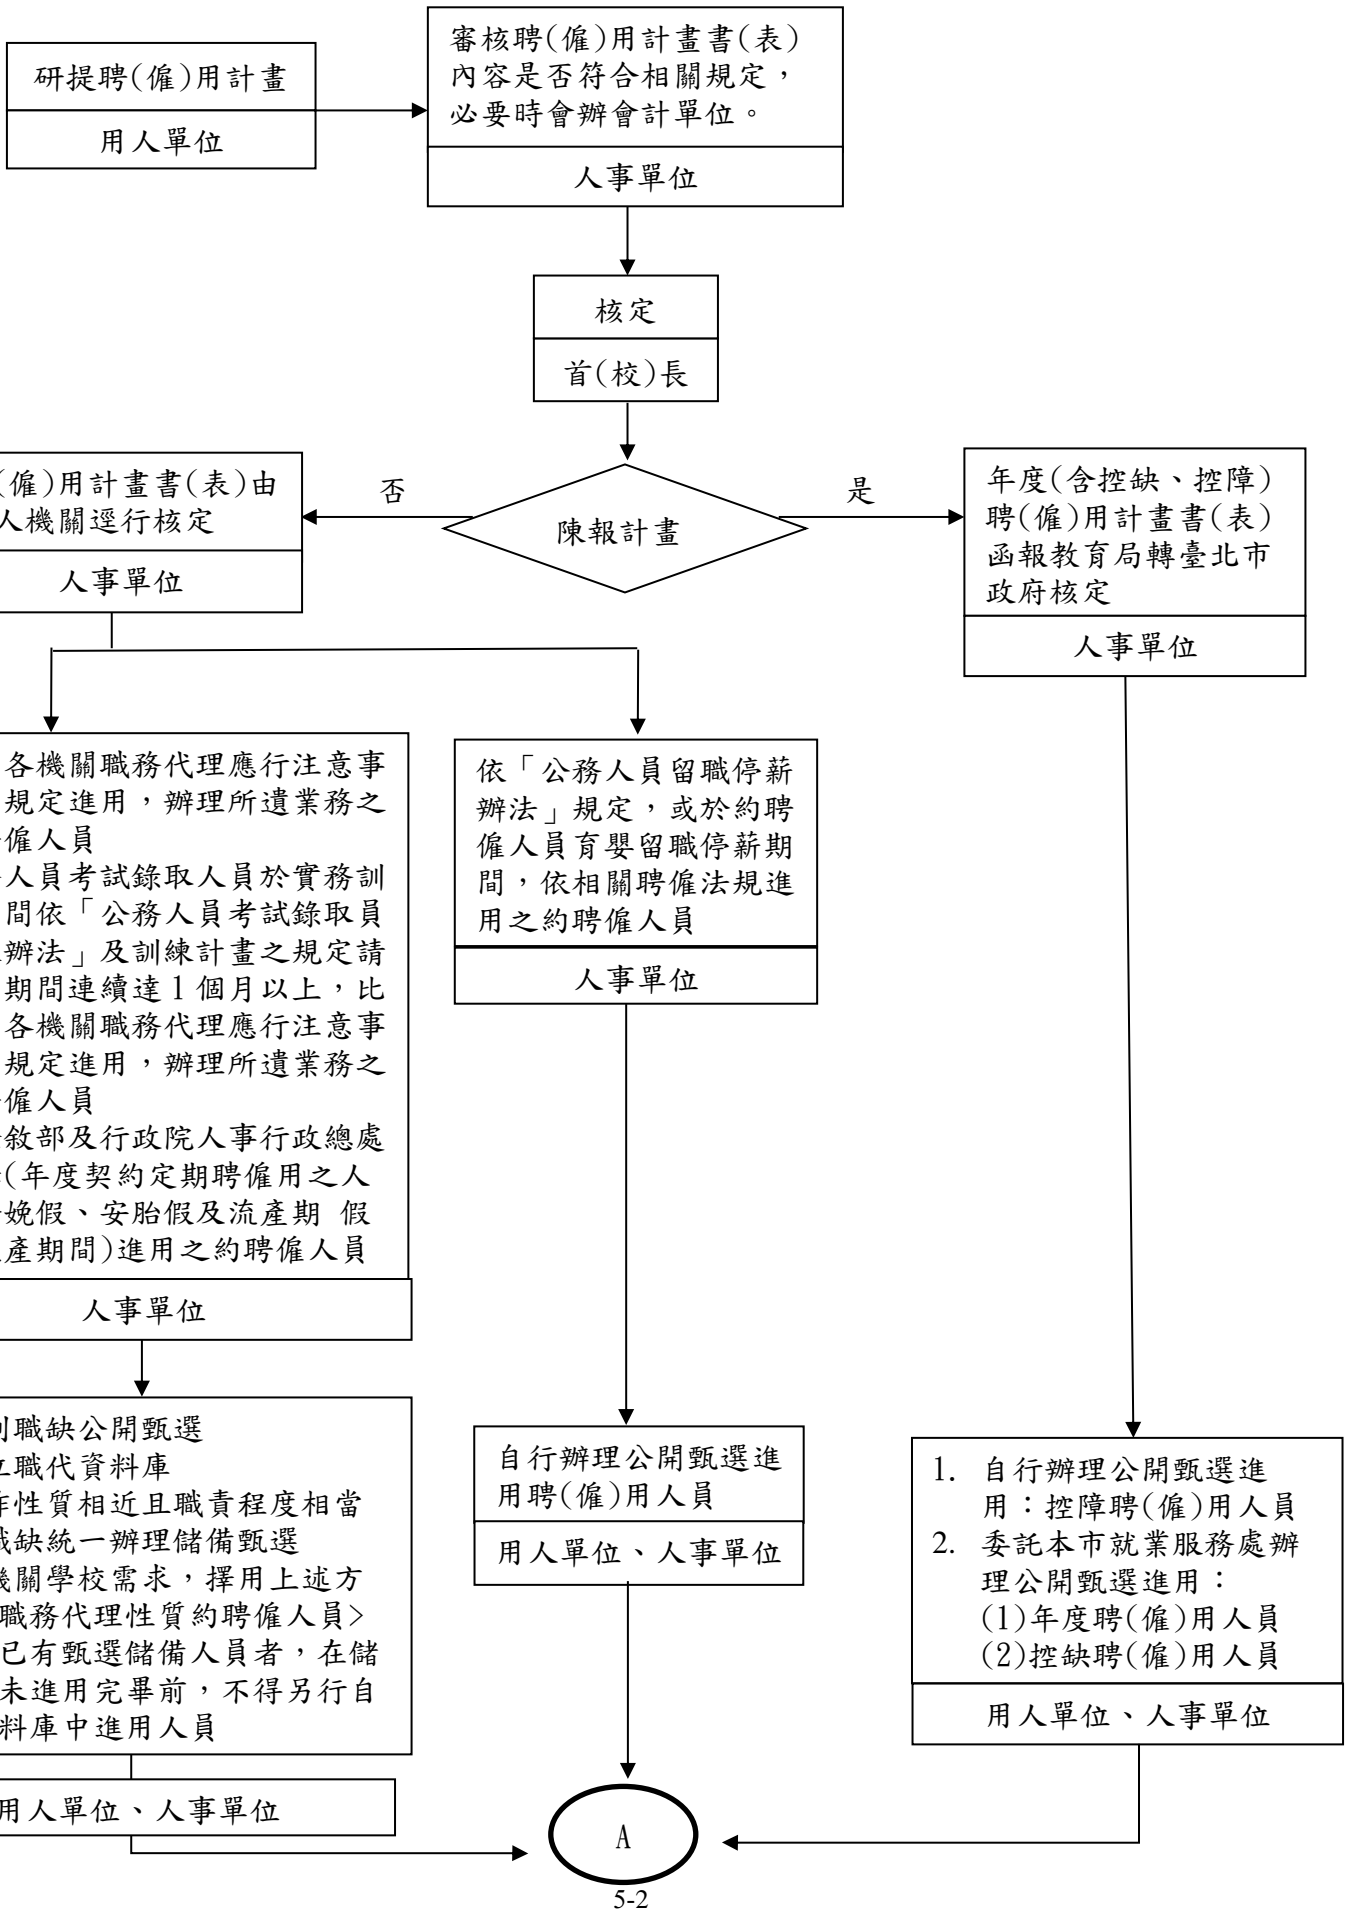 研提聘(僱)用計畫
用人單位
審核聘(僱)用計畫書(表)
內容是否符合相關規定，
必要時會辦會計單位。
人事單位
核定
首(校)長
陳報計畫
否
是
(僱)用計畫書(表)由
人機關逕行核定
人事單位
年度(含控缺、控障)
聘(僱)用計畫書(表)
函報教育局轉臺北市
政府核定
人事單位
各機關職務代理應行注意事
規定進用，辦理所遺業務之
僱人員
人員考試錄取人員於實務訓
間依「公務人員考試錄取員
辦法」及訓練計畫之規定請
期間連續達1個月以上，比
各機關職務代理應行注意事
規定進用，辦理所遺業務之
僱人員
敘部及行政院人事行政總處
(年度契約定期聘僱用之人
娩假、安胎假及流產期 假
產期間)進用之約聘僱人員
人事單位
依「公務人員留職停薪
辦法」規定，或於約聘
僱人員育嬰留職停薪期
間，依相關聘僱法規進
用之約聘僱人員
人事單位
職缺公開甄選
職代資料庫
性質相近且職責程度相當
職缺統一辦理儲備甄選
機關學校需求，擇用上述方
職務代理性質約聘僱人員>
已有甄選儲備人員者，在儲
未進用完畢前，不得另行自
料庫中進用人員
用人單位、人事單位
自行辦理公開甄選進
用聘(僱)用人員
用人單位、人事單位
1. 自行辦理公開甄選進
用：控障聘(僱)用人員
2. 委託本市就業服務處辦
理公開甄選進用：
(1)年度聘(僱)用人員
(2)控缺聘(僱)用人員
用人單位、人事單位
A
5-2